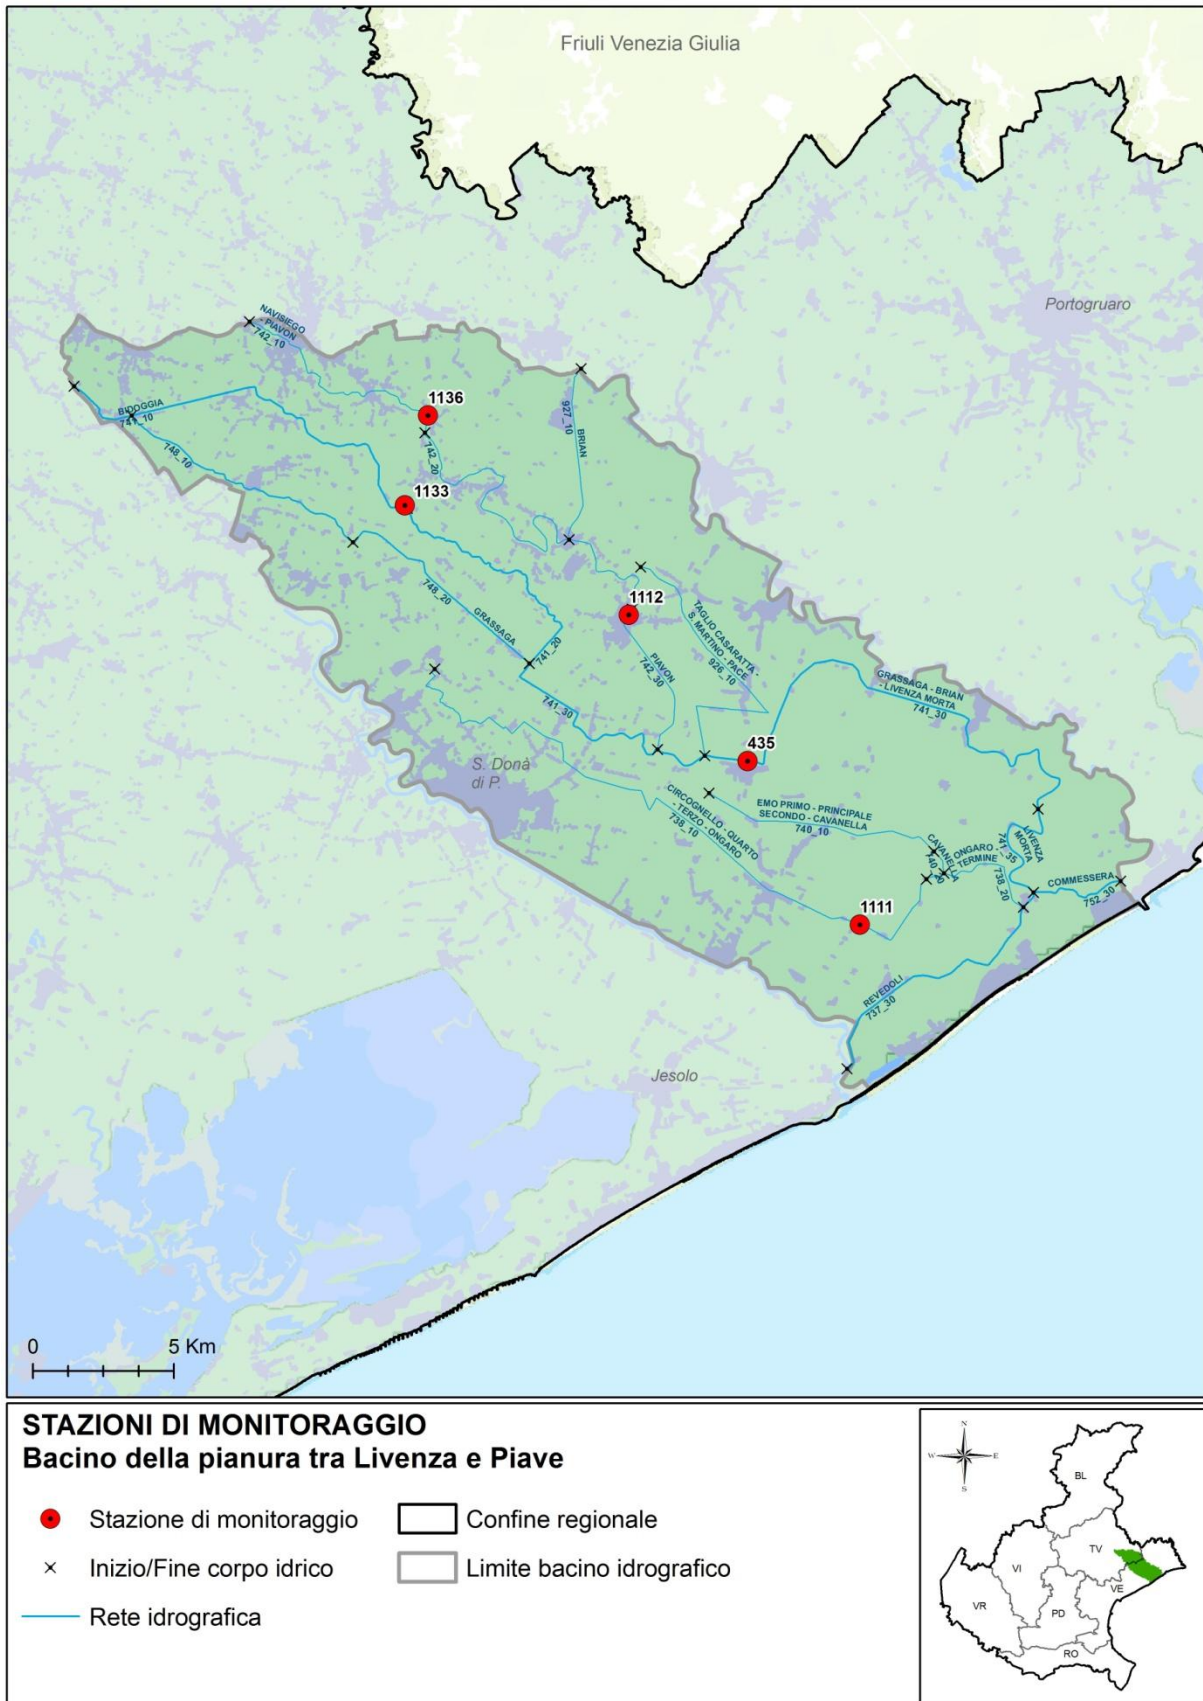 Friuli Venezia Giulia
Portogruaro
NAVISIEGO
- PIAVON
742_10
BIDOGGIA
741_10
748_10
1136
742_20
927_10
BRIAN
1133
748_20
GRASSAGA
741_20
1112
PIAVON
742_30
TAGLIO CASARATTA -
S. MARTINO - PACE
926_10
GRASSAGA - BRIAN
- LIVENZA MORTA
741_30
741_30
435
S. Donà
di P.
CIRCOGNELLO - QUARTO
- TERZO - ONGARO
738_10
EMO PRIMO - PRINCIPALE
SECONDO - CAVANELLA
740_10
CAVANELLA
740_20
ONGARO -
TERMINE
738_20
LIVENZA
MORTA
741_35
COMMESSERA
752_30
1111
REVEDOLI
737_30
Jesolo
0 5 Km
STAZIONI DI MONITORAGGIO
Bacino della pianura tra Livenza e Piave
Stazione di monitoraggio
Confine regionale
Inizio/Fine corpo idrico
Limite bacino idrografico
Rete idrografica
N
W E
S
BL
TV
VI
VE
VR
PD
RO